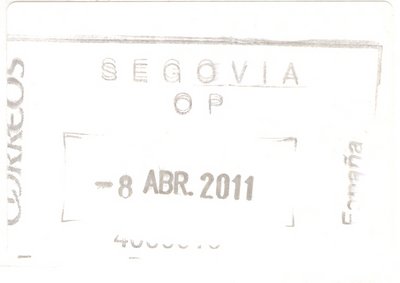 SEGOVIA
OP
CORREOS
-8 ABR. 2011
España